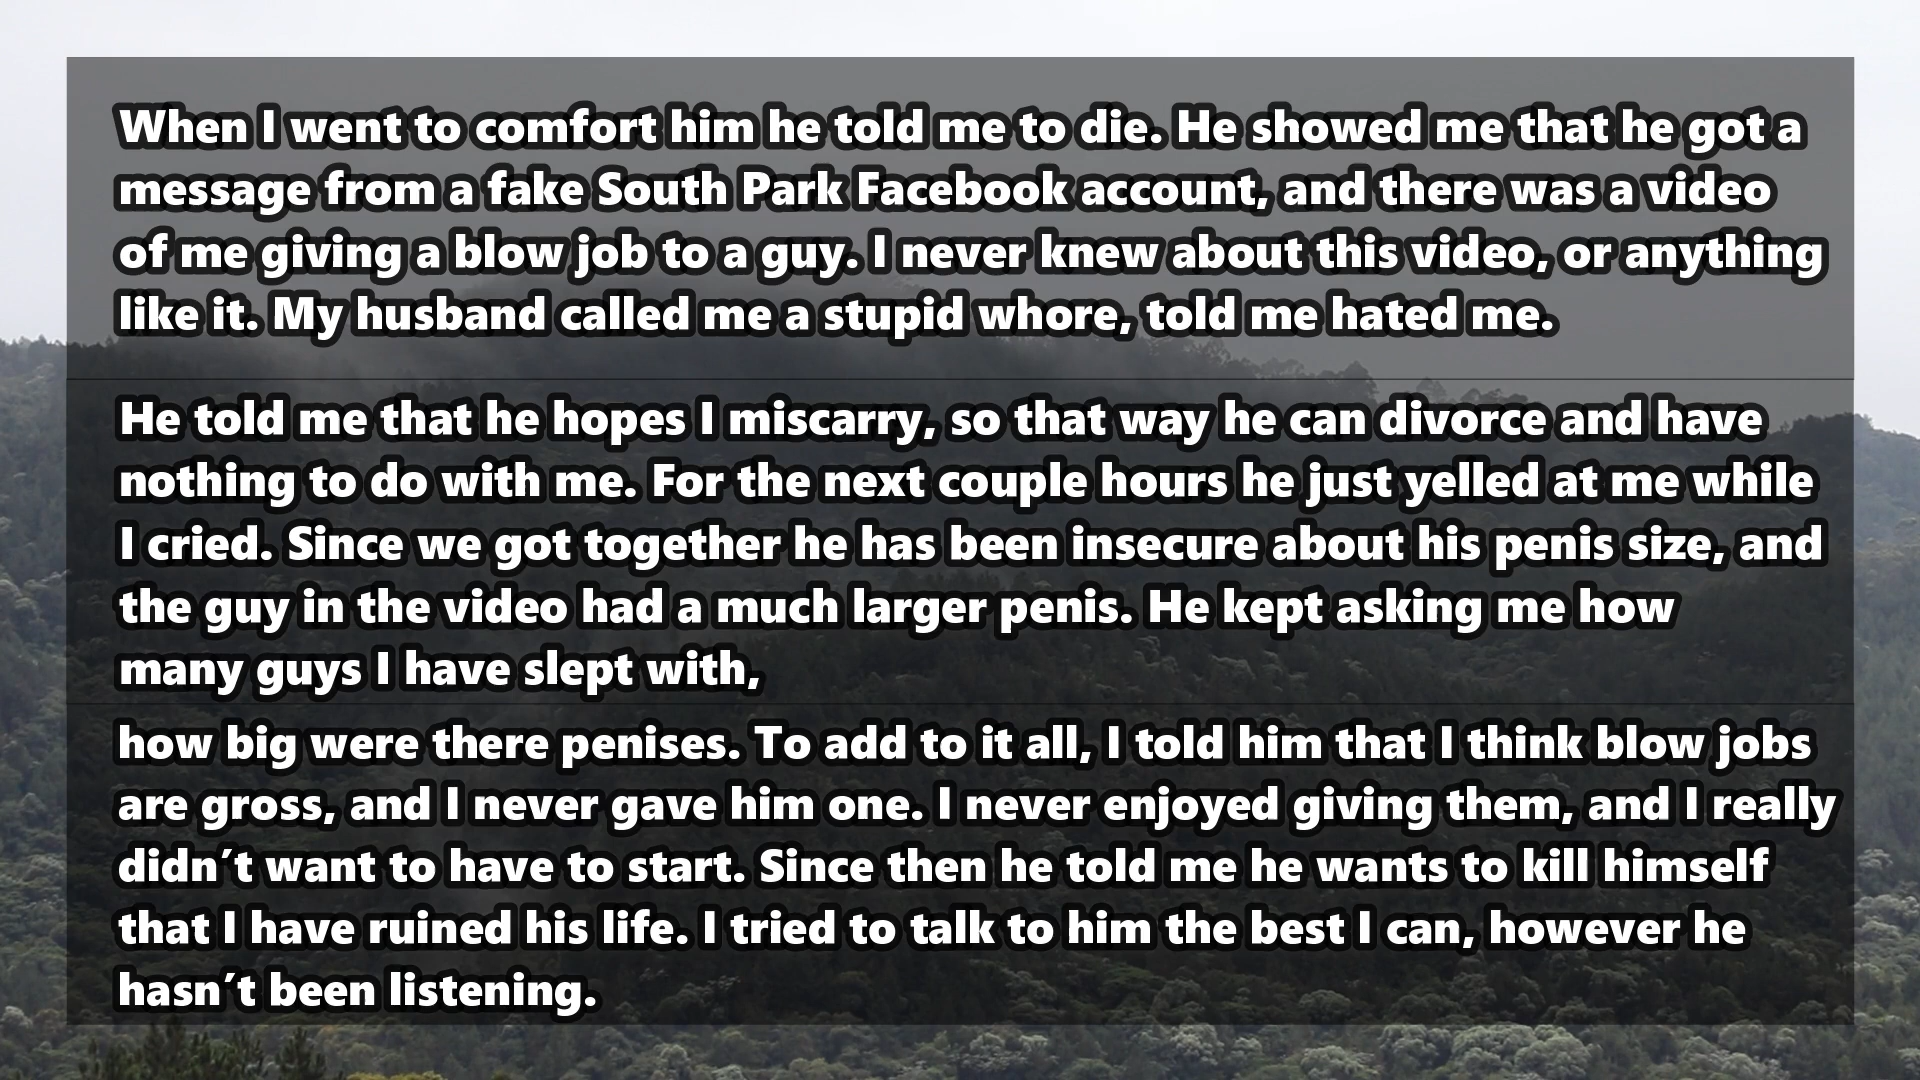 When I went to comfort him he told me to die. He showed me that he got a
message from a fake South Park Facebook account, and there was a video
of me giving a blow job to a guy. I never knew about this video, or anything
like it. My husband called me a stupid whore, told me hated me.
He told me that he hopes I miscarry, so that way he can divorce and have
nothing to do with me. For the next couple hours he just yelled at me while
I cried. Since we got together he has been insecure about his penis size, and
the guy in the video had a much larger penis. He kept asking me how
many guys I have slept with,
how big were there penises. To add to it all, I told him that I think blow jobs
are gross, and I never gave him one. I never enjoyed giving them, and I really
didn´t want to have to start. Since then he told me he wants to kill himself
that I have ruined his life. I tried to talk to him the best I can, however he
hasn´t been listening.